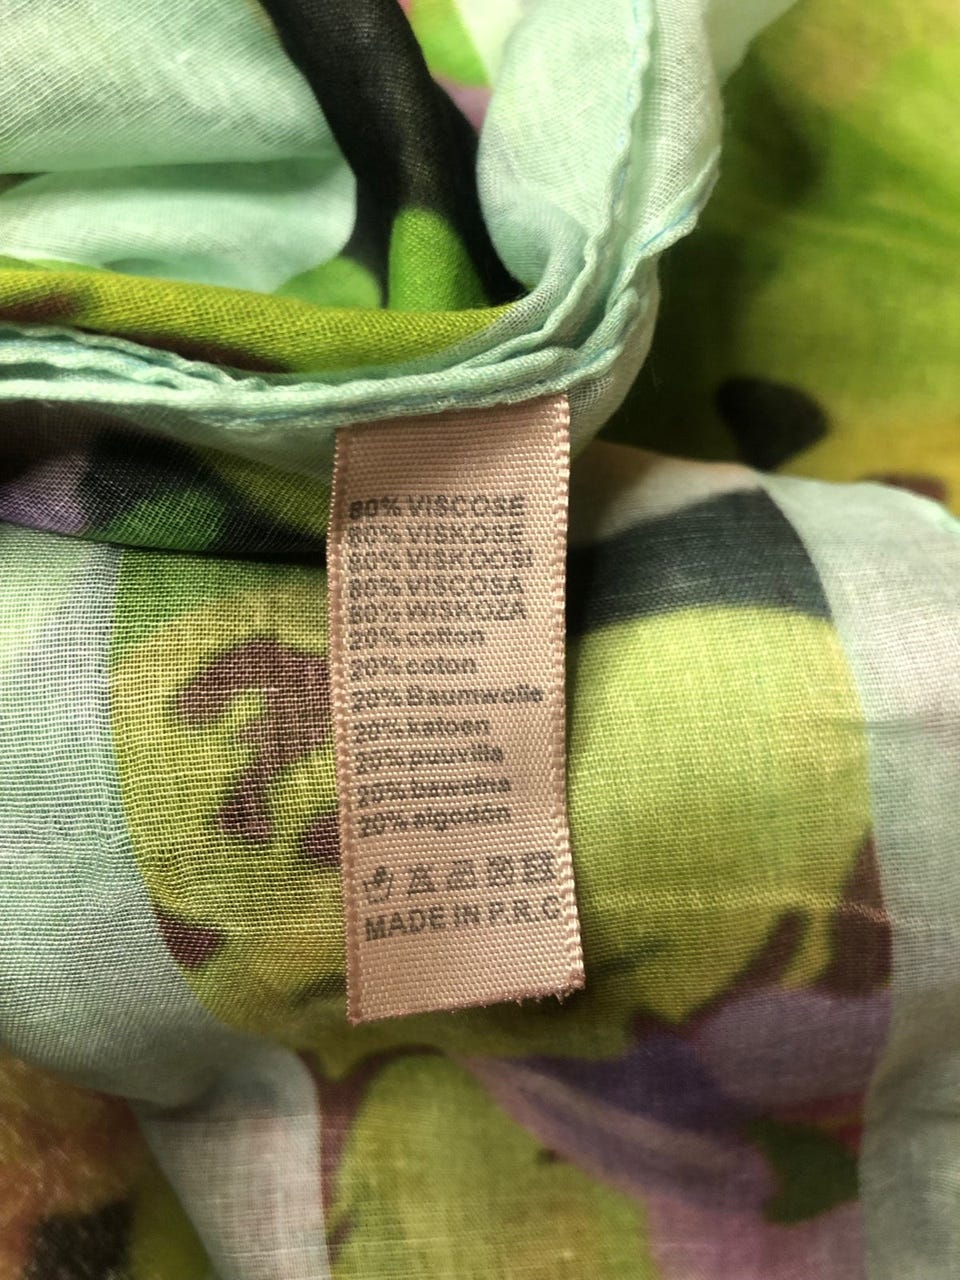 80% VISCOSE
80% VISKOSE
80% VISKOOSI
80% VISCOSA
80% WISKOZA
20% cotton
20% coton
20% Baumwolle
20% katoen
20% puuvilla
20% bawełna
20% algodón
MADE IN P.R.C